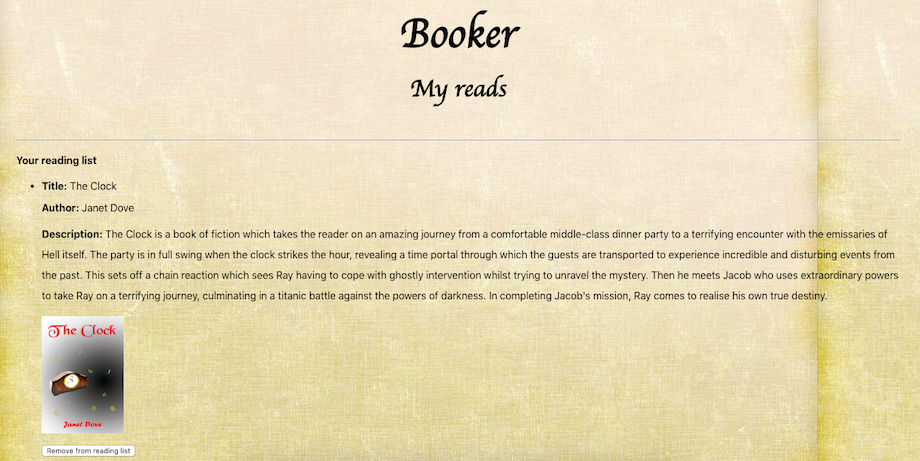 Booker
My reads
Your reading list
• Title: The Clock
Author: Janet Dove
Description: The Clock is a book of fiction which takes the reader on an amazing journey from a comfortable middle-class dinner party to a terrifying encounter with the emissaries of
Hell itself. The party is in full swing when the clock strikes the hour, revealing a time portal through which the guests are transported to experience incredible and disturbing events from
the past. This sets off a chain reaction which sees Ray having to cope with ghostly intervention whilst trying to unravel the mystery. Then he meets Jacob who uses extraordinary powers
to take Ray on a terrifying journey, culminating in a titanic battle against the powers of darkness. In completing Jacob's mission, Ray comes to realise his own true destiny.
The Clock
Janet Dove
Remove from reading list